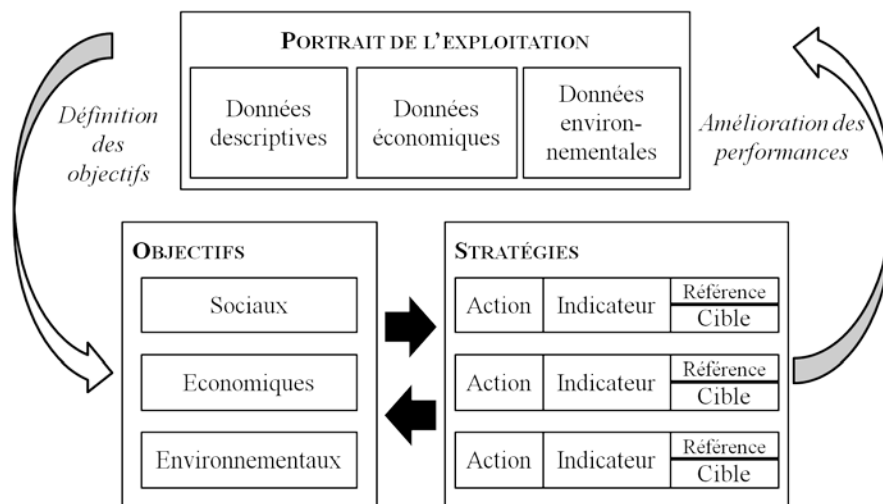 PORTRAIT DE L'EXPLOITATION
Données
descriptives
Données
économiques
Données
environ-
nementales
Définition
des
objectifs
Amélioration des
performances
OBJECTIFS
Sociaux
Economiques
Environnementaux
STRATÉGIES
Action
Indicateur
Référence
Cible
Action
Indicateur
Référence
Cible
Action
Indicateur
Référence
Cible